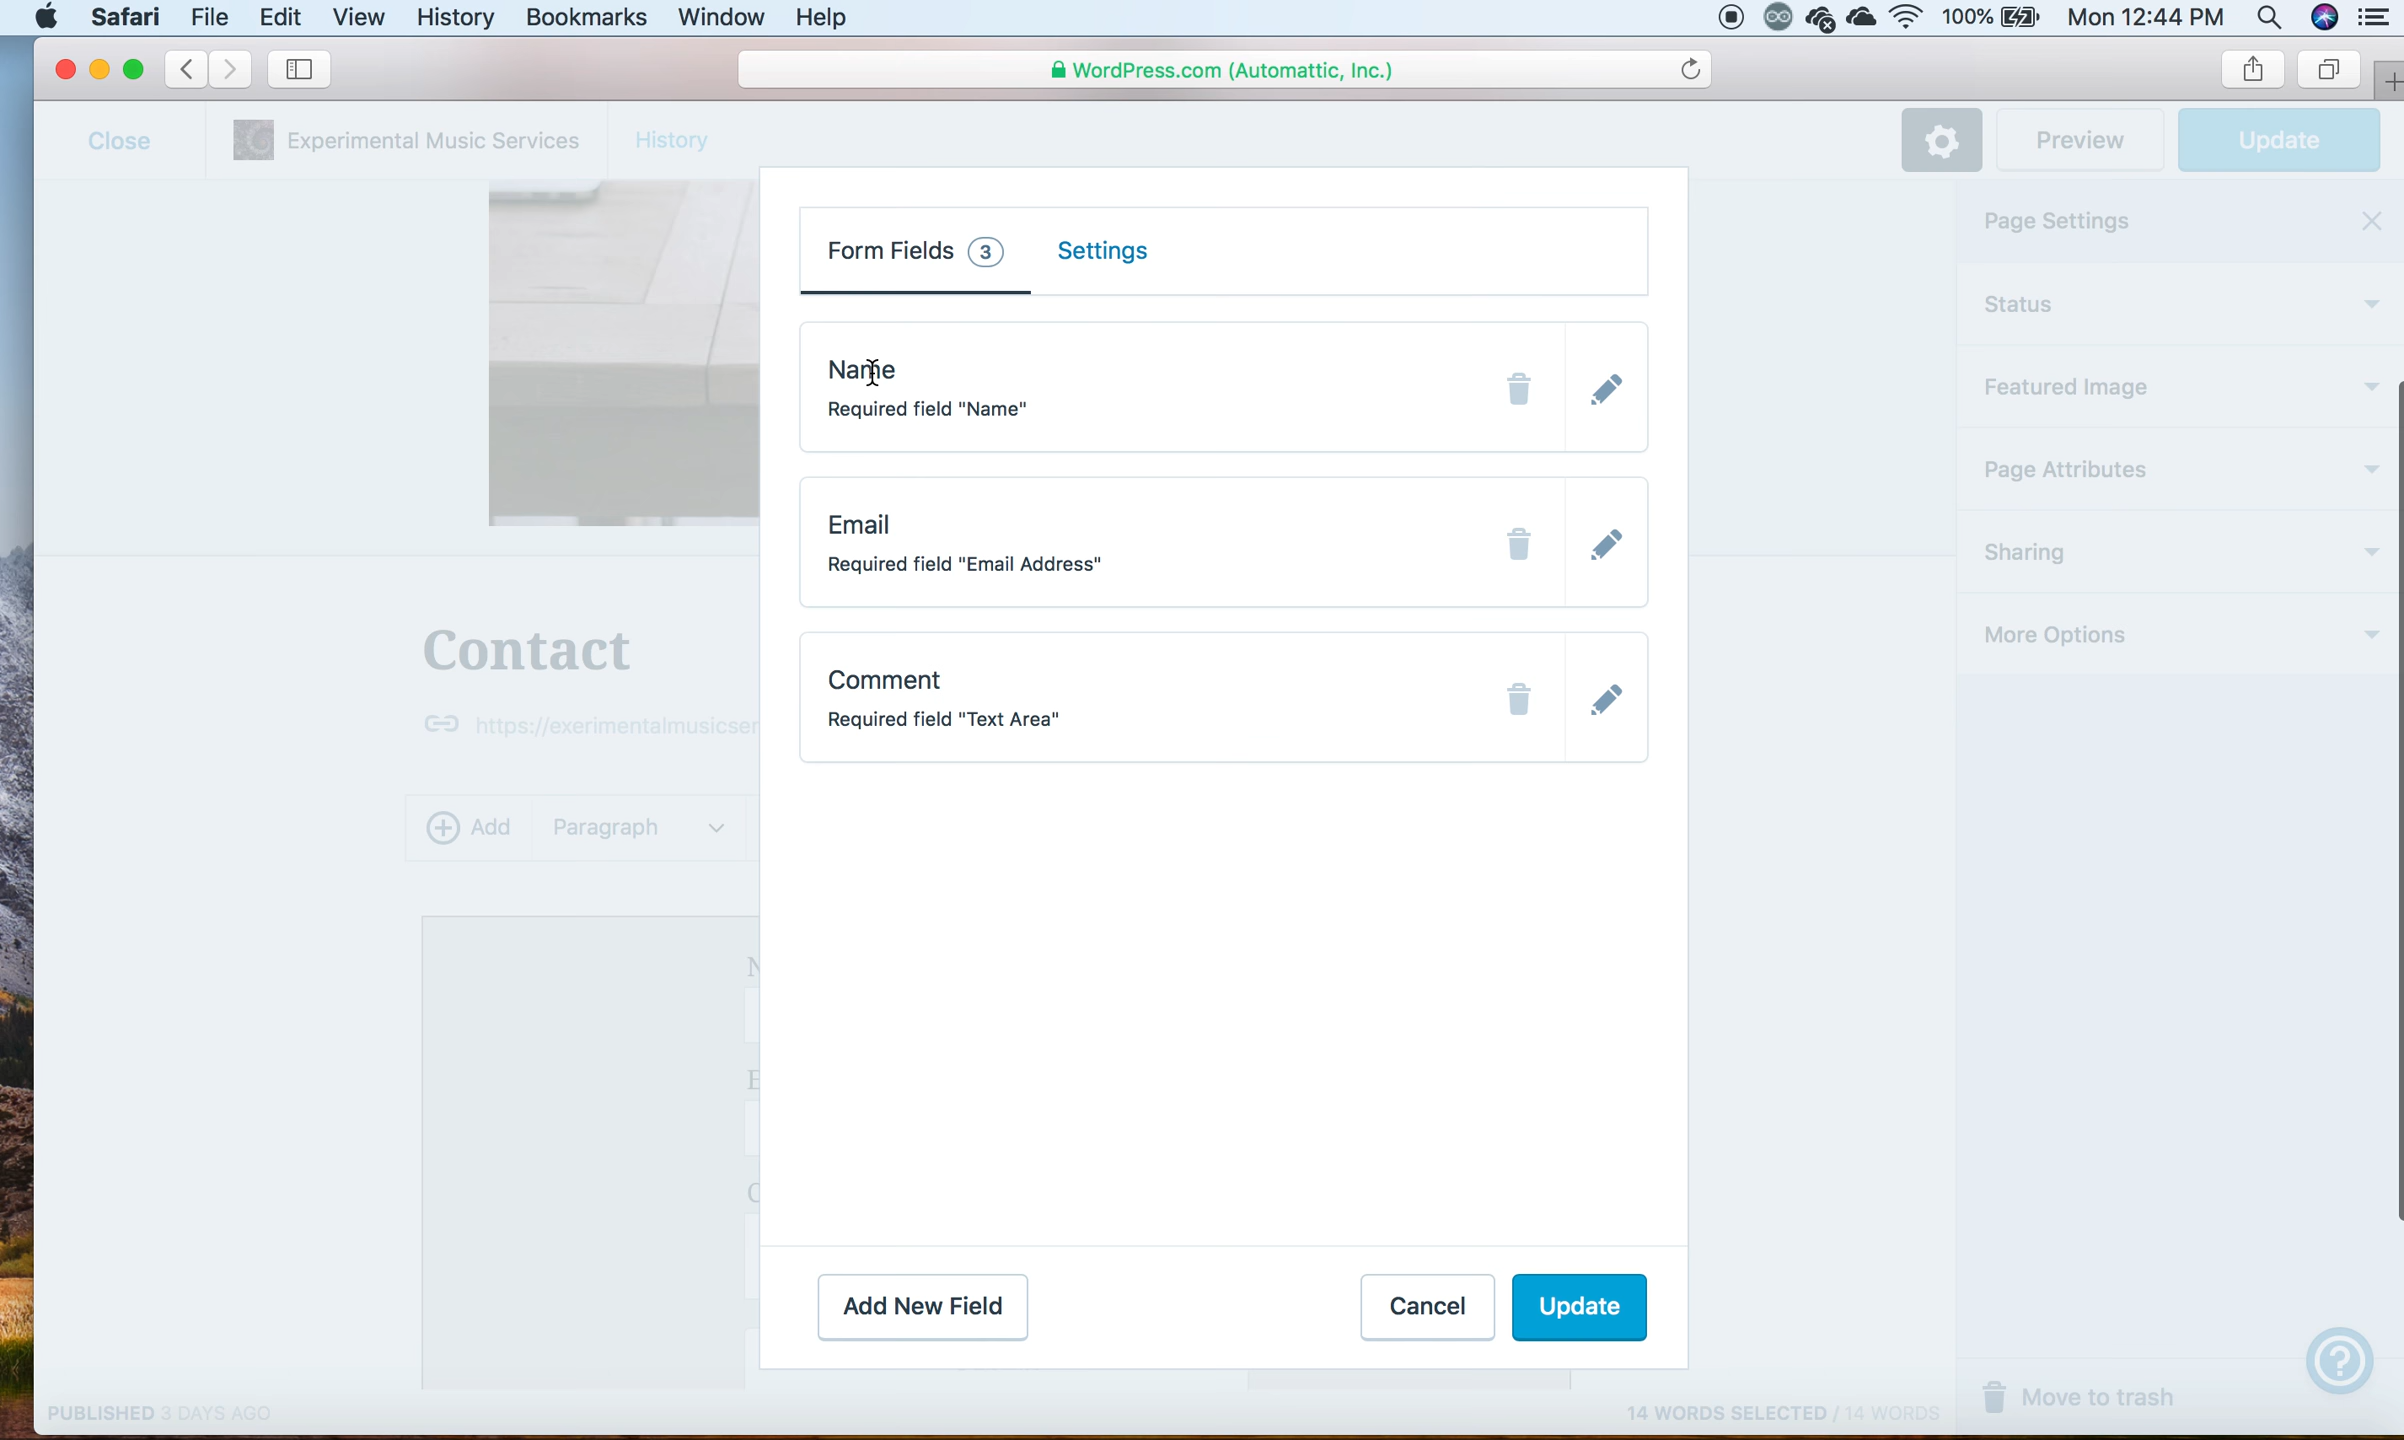 Safari File Edit View History Bookmarks Window Help 100% Mon 12:44 PM
WordPress.com (Automattic, Inc.)
Close Experimental Music Services History Preview Update
Form Fields 3 Settings
Name
Required field "Name"
Email
Required field "Email Address"
Comment
Required field "Text Area"
Add New Field Cancel Update
Contact
https://exerimentalmusicser
Add Paragraph
N
E
C
Page Settings
Status
Featured Image
Page Attributes
Sharing
More Options
Move to trash
PUBLISHED 3 DAYS AGO
14 WORDS SELECTED / 14 WORDS